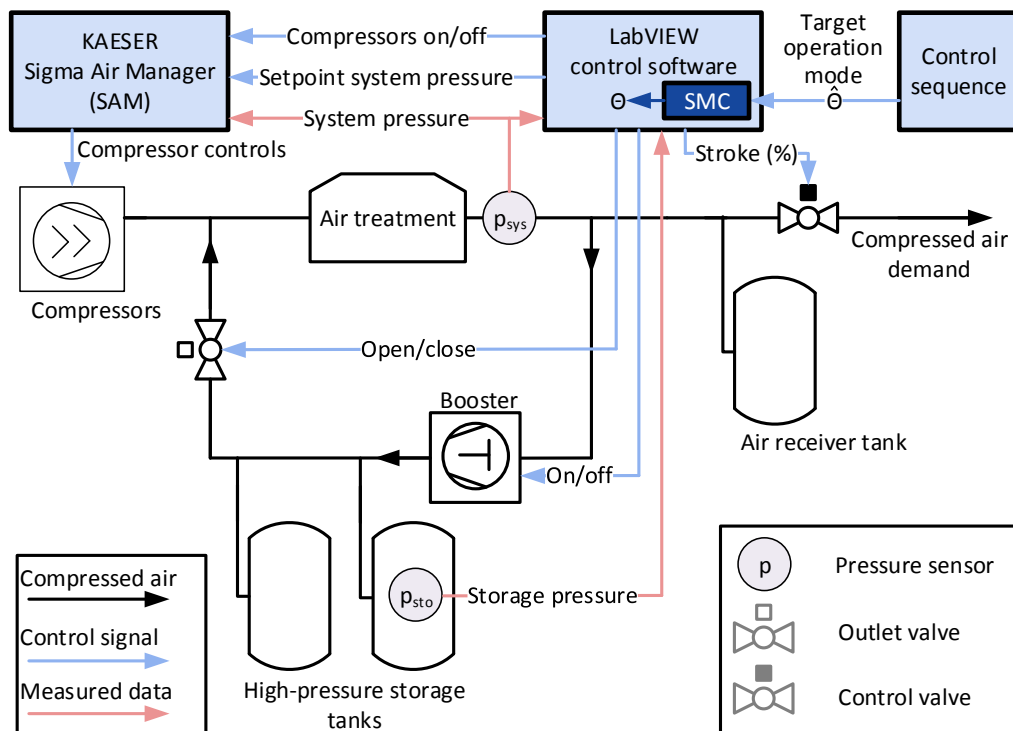 KAESER
Sigma Air Manager
(SAM)
Compressors on/off
Setpoint system pressure
System pressure
LabVIEW
control software
Θ
SMC
Target
operation
mode
Θ̂
Control
sequence
Compressor controls
Stroke (%)
Air treatment
p_sys
Compressed air
demand
Compressors
Open/close
Booster
Air receiver tank
On/off
p_sto
Storage pressure
High-pressure storage
tanks
Compressed air
Control signal
Measured data
p
Pressure sensor
Outlet valve
Control valve